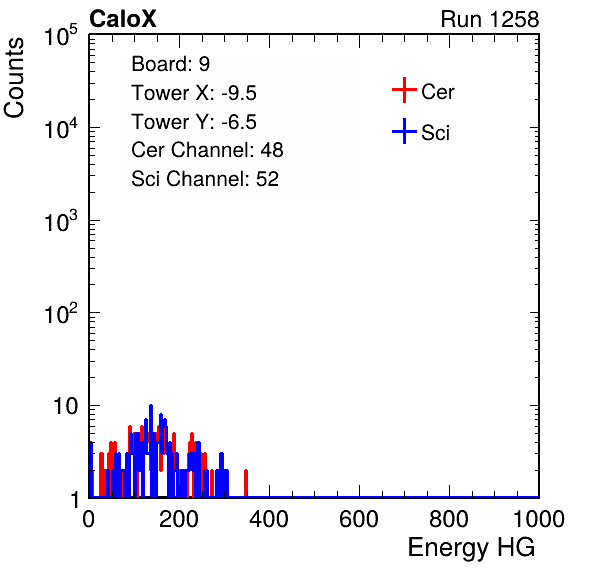 CaloX Run 1258
Counts
Board: 9
Tower X: -9.5
Tower Y: -6.5
Cer Channel: 48
Sci Channel: 52
Cer
Sci
10^5
10^4
10^3
10^2
10
1
0 200 400 600 800 1000
Energy HG